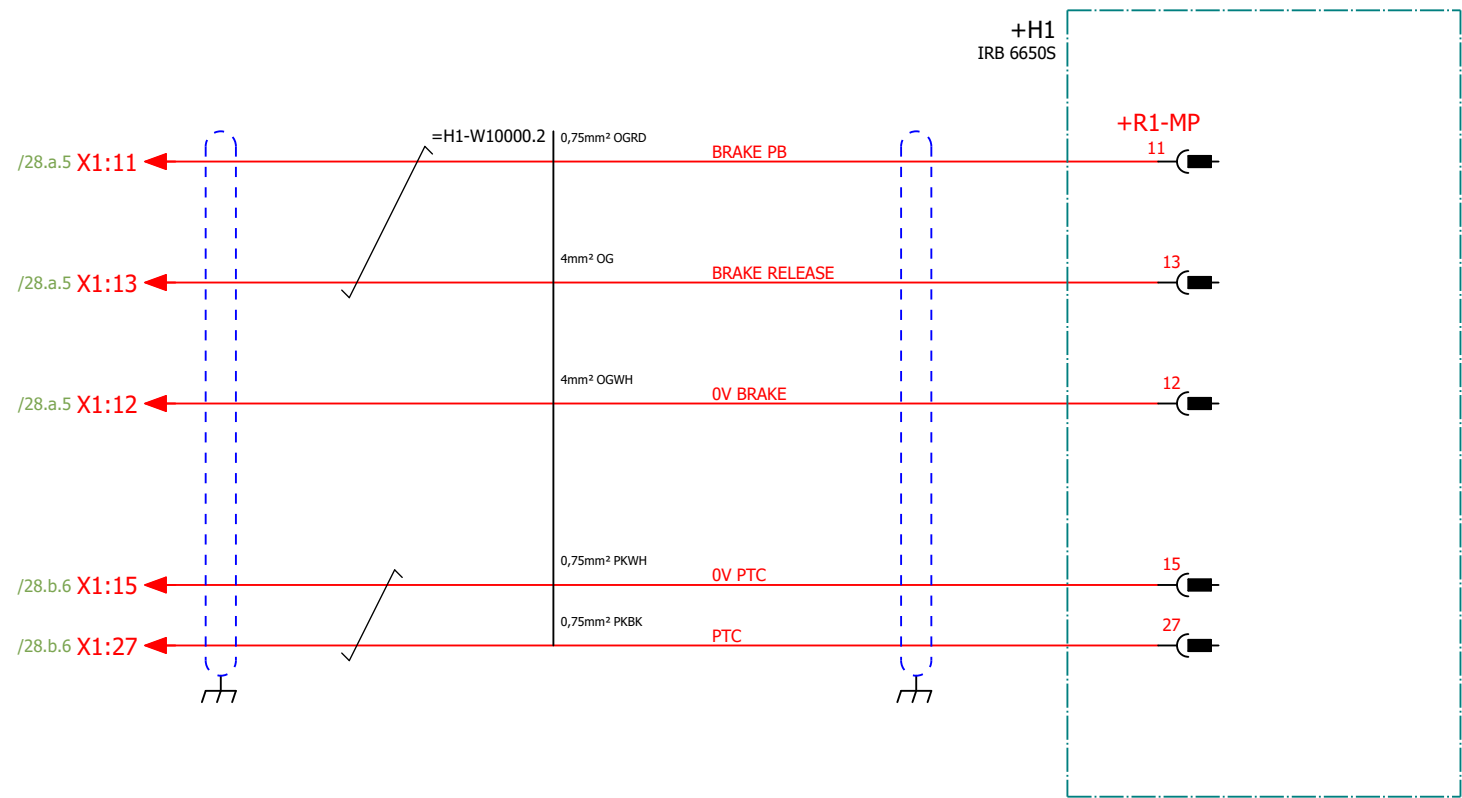 +H1
IRB 6650S
+R1-MP
=H1-W10000.2
0,75mm² OGRD
/28.a.5 X1:11
BRAKE PB
11
4mm² OG
/28.a.5 X1:13
BRAKE RELEASE
13
4mm² OGWH
/28.a.5 X1:12
0V BRAKE
12
0,75mm² PKWH
/28.b.6 X1:15
0V PTC
15
0,75mm² PKBK
/28.b.6 X1:27
PTC
27